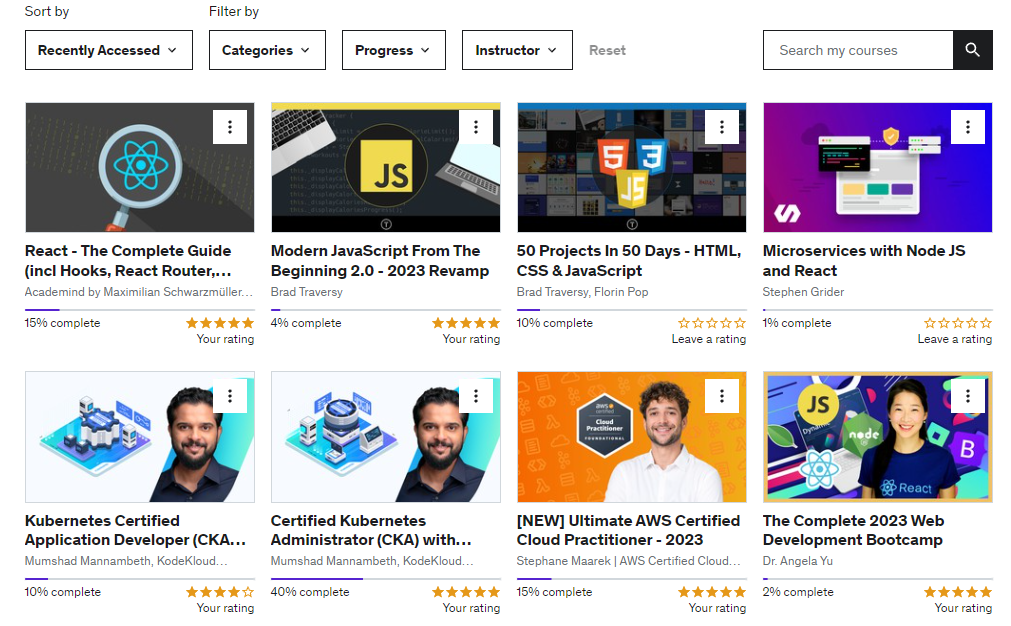 Sort by
Filter by
Recently Accessed
Categories
Progress
Instructor
Reset
Search my courses
JS
5
3
JS
React - The Complete Guide
(incl Hooks, React Router,...
Academind by Maximilian Schwarzmüller...
15% complete
Your rating
Modern JavaScript From The
Beginning 2.0 - 2023 Revamp
Brad Traversy
4% complete
Your rating
50 Projects In 50 Days - HTML,
CSS & JavaScript
Brad Traversy, Florin Pop
10% complete
Leave a rating
Microservices with Node JS
and React
Stephen Grider
1% complete
Leave a rating
aws
certified
Cloud
Practitioner
FOUNDATIONAL
JS
node
B
React
Kubernetes Certified
Application Developer (CKA...
Mumshad Mannambeth, KodeKloud...
10% complete
Your rating
Certified Kubernetes
Administrator (CKA) with...
Mumshad Mannambeth, KodeKloud...
40% complete
Your rating
[NEW] Ultimate AWS Certified
Cloud Practitioner - 2023
Stephane Maarek | AWS Certified Cloud...
15% complete
Your rating
The Complete 2023 Web
Development Bootcamp
Dr. Angela Yu
2% complete
Your rating